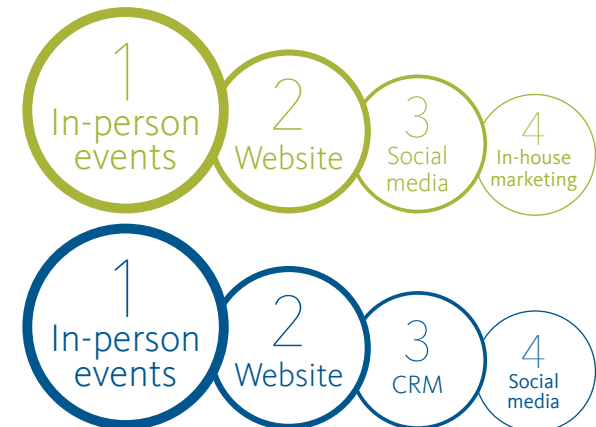 1
In-person
events
2
Website
3
Social
media
4
In-house
marketing
1
In-person
events
2
Website
3
CRM
4
Social
media